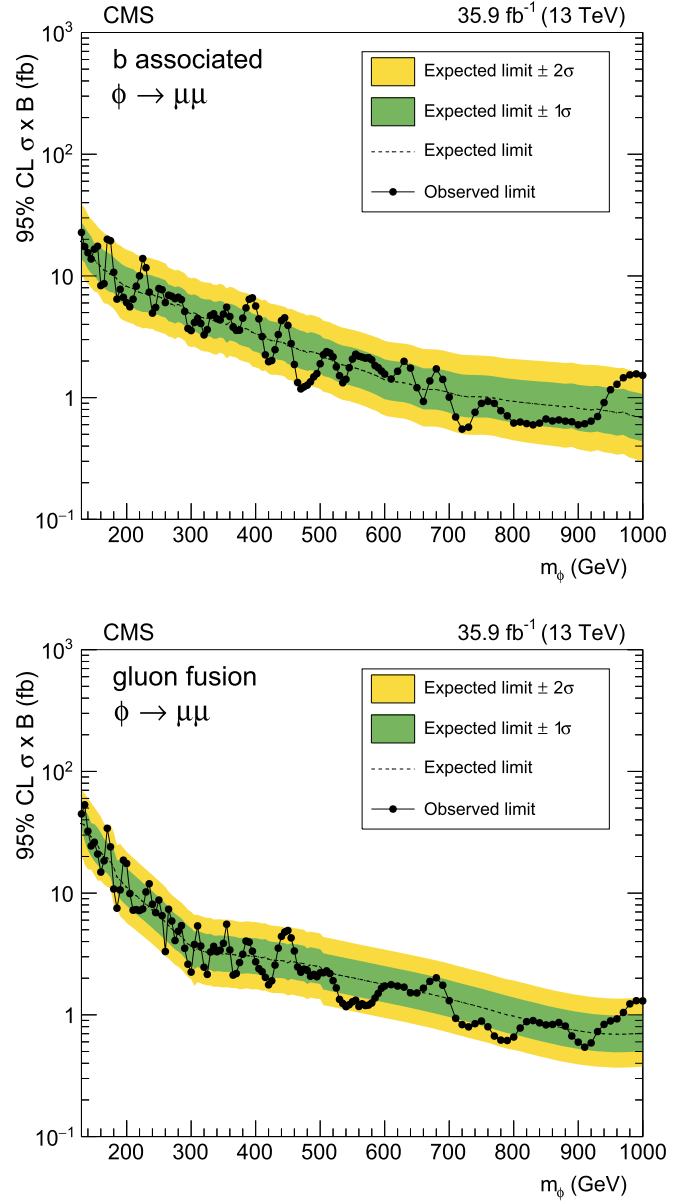 CMS 35.9 fb⁻¹ (13 TeV)
95% CL σ x B (fb)
b associated
ϕ → μμ
Expected limit ± 2σ
Expected limit ± 1σ
Expected limit
Observed limit
10³
10²
10
1
10⁻¹
200 300 400 500 600 700 800 900 1000
m_ϕ (GeV)
CMS 35.9 fb⁻¹ (13 TeV)
95% CL σ x B (fb)
gluon fusion
ϕ → μμ
Expected limit ± 2σ
Expected limit ± 1σ
Expected limit
Observed limit
10³
10²
10
1
10⁻¹
200 300 400 500 600 700 800 900 1000
m_ϕ (GeV)